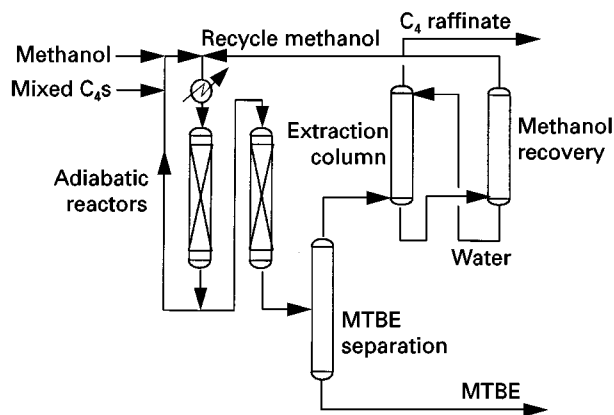 C₄ raffinate
Methanol
Recycle methanol
Mixed C₄s
Extraction
column
Methanol
recovery
Adiabatic
reactors
Water
MTBE
separation
MTBE